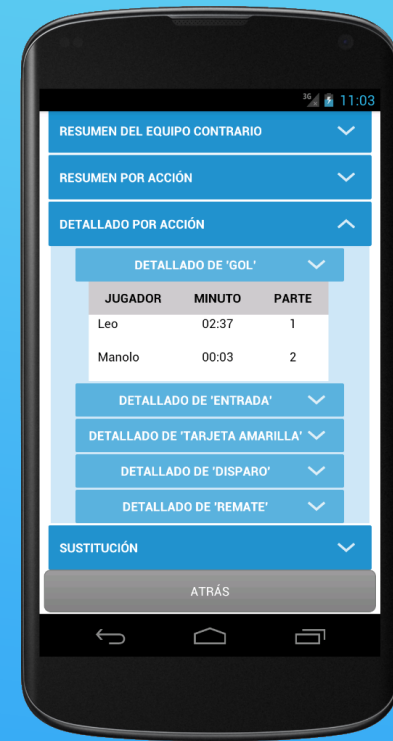 3G 11:03
RESUMEN DEL EQUIPO CONTRARIO
RESUMEN POR ACCIÓN
DETALLADO POR ACCIÓN
DETALLADO DE 'GOL'
JUGADOR MINUTO PARTE
Leo 02:37 1
Manolo 00:03 2
DETALLADO DE 'ENTRADA'
DETALLADO DE 'TARJETA AMARILLA'
DETALLADO DE 'DISPARO'
DETALLADO DE 'REMATE'
SUSTITUCIÓN
ATRÁS